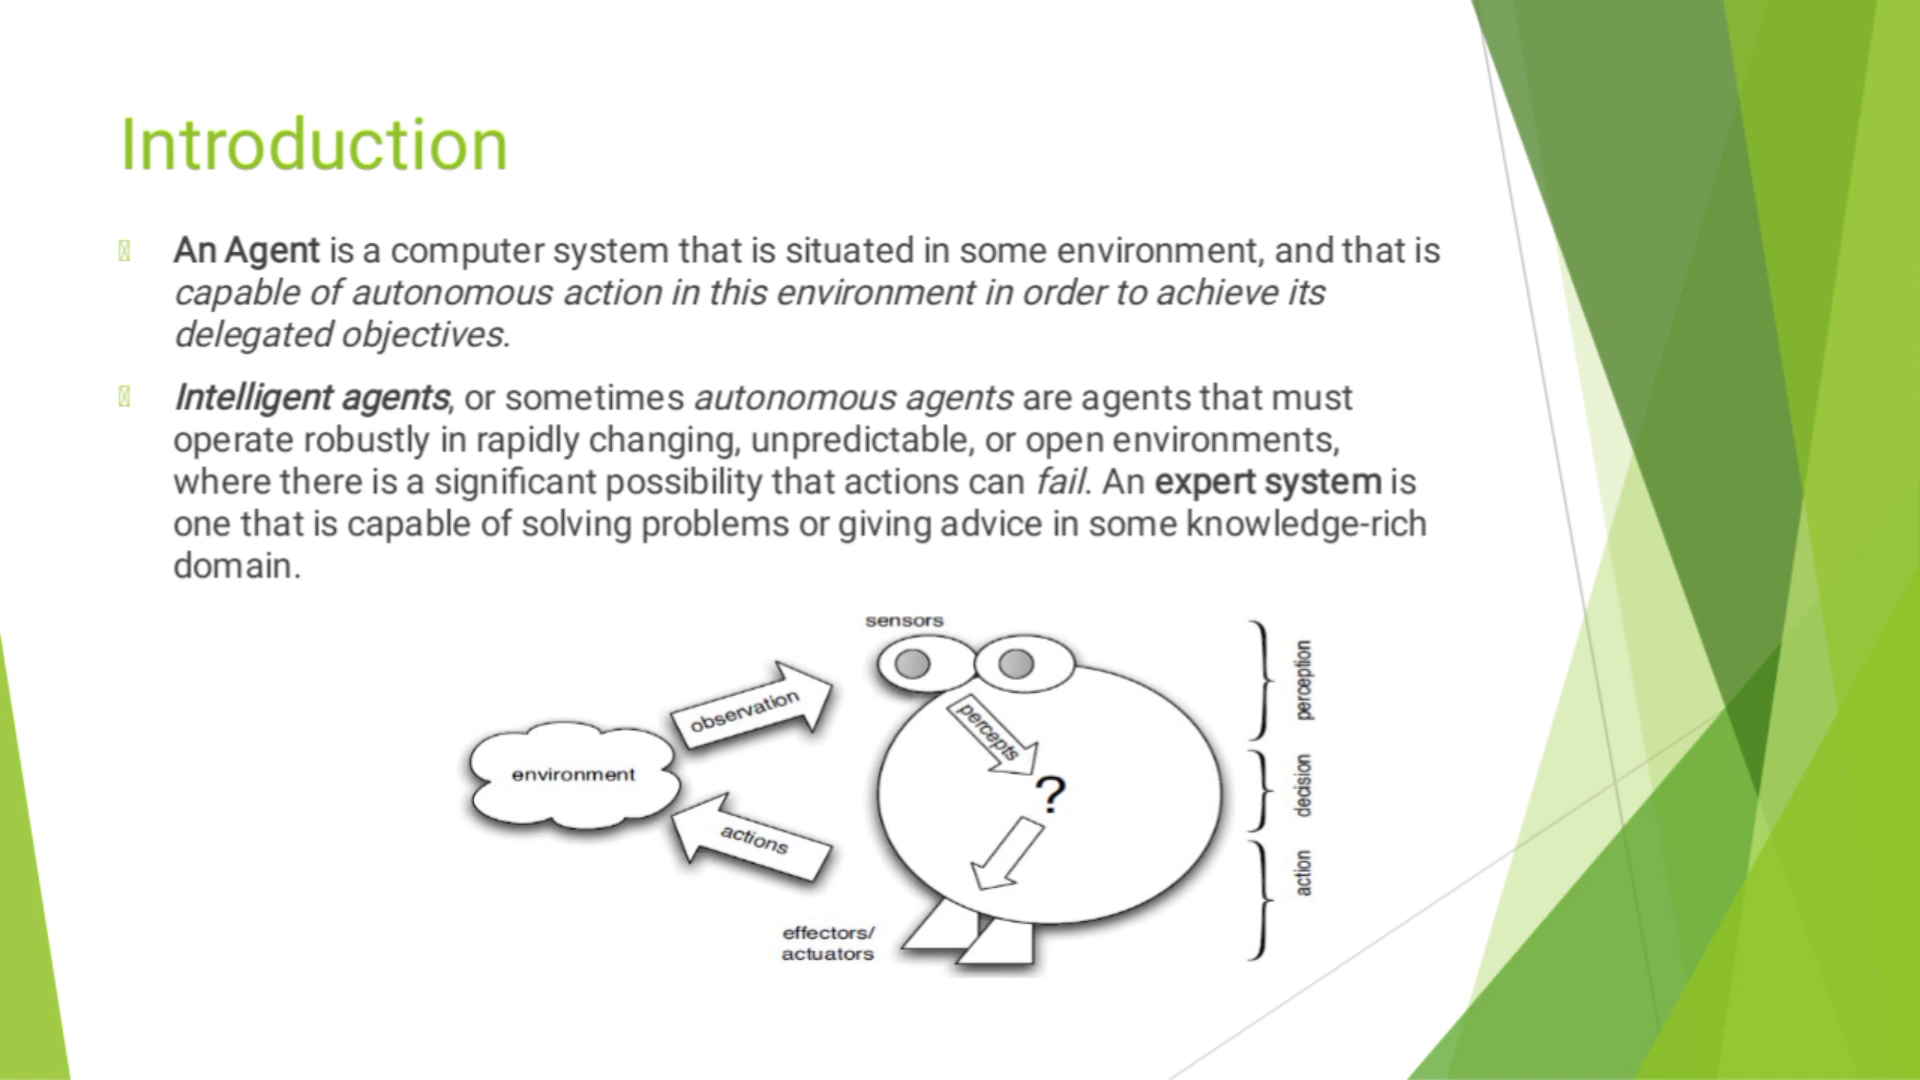 Introduction
An Agent is a computer system that is situated in some environment, and that is
capable of autonomous action in this environment in order to achieve its
delegated objectives.
Intelligent agents, or sometimes autonomous agents are agents that must
operate robustly in rapidly changing, unpredictable, or open environments,
where there is a significant possibility that actions can fail. An expert system is
one that is capable of solving problems or giving advice in some knowledge-rich
domain.
sensors
observation
percepts
perception
environment
?
decision
actions
action
effectors/
actuators